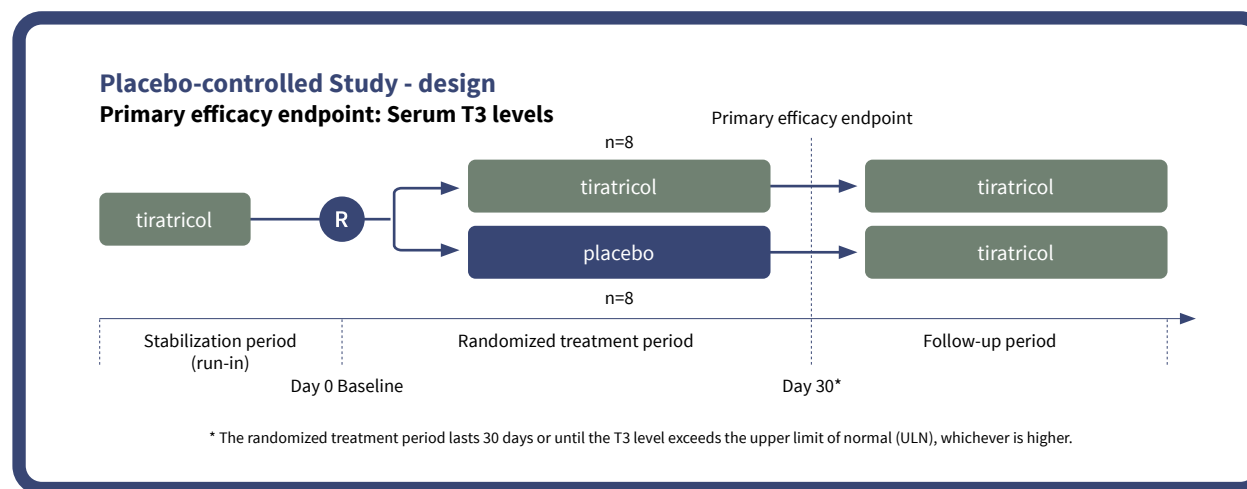 Placebo-controlled Study - design
Primary efficacy endpoint: Serum T3 levels
Primary efficacy endpoint
n=8
tiratricol
R
tiratricol
tiratricol
placebo
tiratricol
n=8
Stabilization period
(run-in)
Randomized treatment period
Follow-up period
Day 0 Baseline
Day 30*
* The randomized treatment period lasts 30 days or until the T3 level exceeds the upper limit of normal (ULN), whichever is higher.